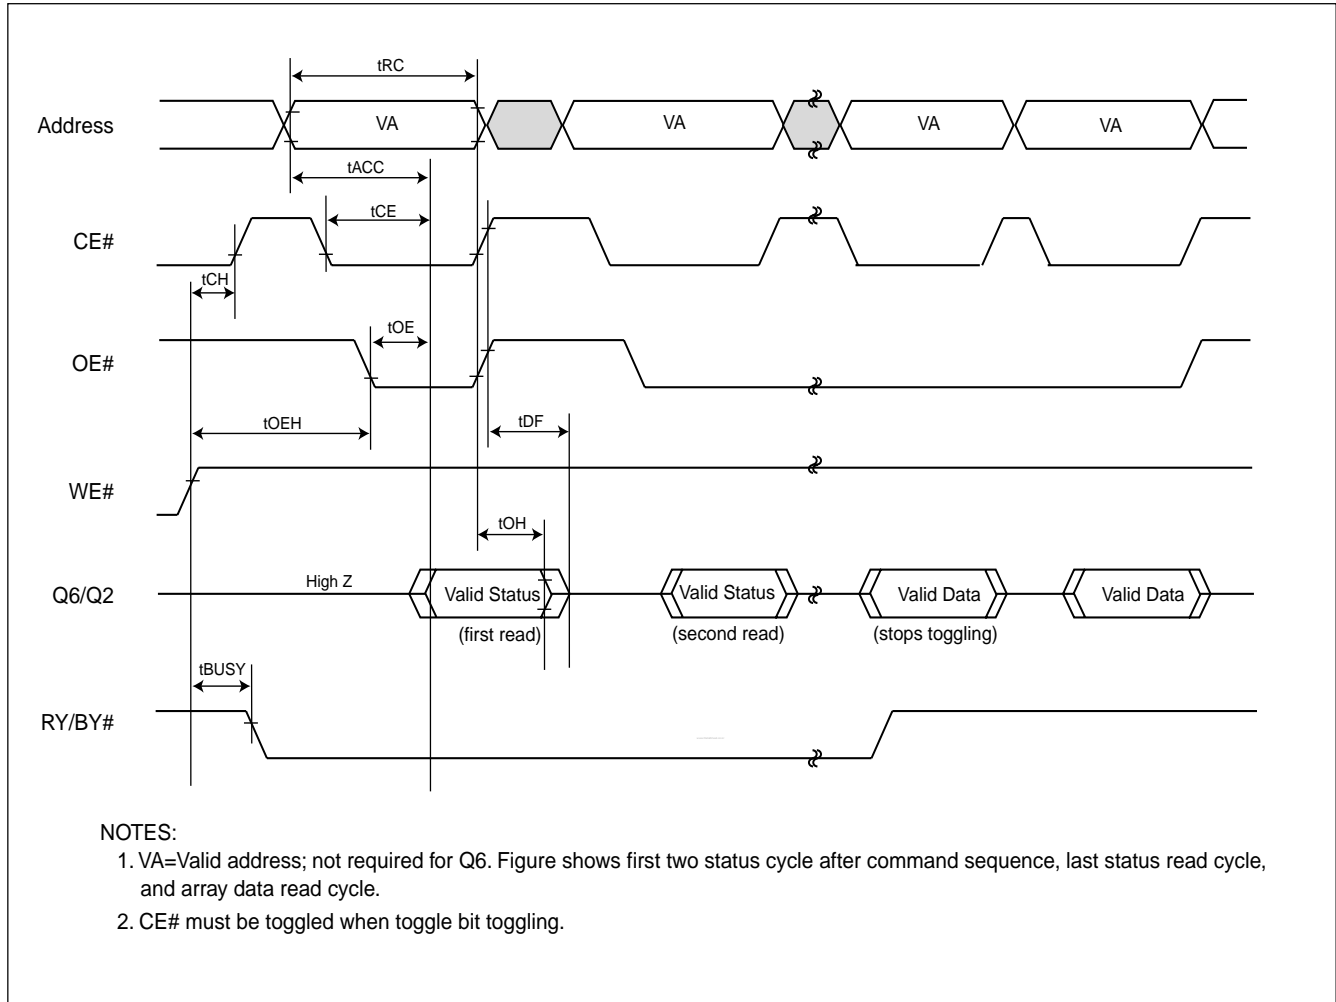 tRC
Address
VA
VA
VA
VA
tACC
tCE
CE#
tCH
tOE
OE#
tOEH
tDF
WE#
tOH
High Z
Q6/Q2
Valid Status
Valid Status
Valid Data
Valid Data
(first read)
(second read)
(stops toggling)
tBUSY
RY/BY#
NOTES:
1. VA=Valid address; not required for Q6. Figure shows first two status cycle after command sequence, last status read cycle,
and array data read cycle.
2. CE# must be toggled when toggle bit toggling.